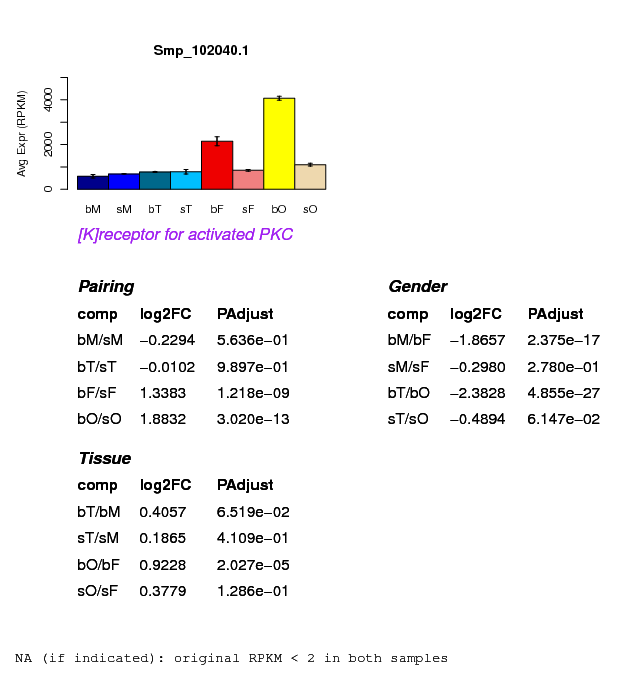 Smp_102040.1
Avg Expr (RPKM)
4000
2000
0
bM sM bT sT bF sF bO sO
[K]receptor for activated PKC
Pairing
comp log2FC PAdjust
bM/sM −0.2294 5.636e−01
bT/sT −0.0102 9.897e−01
bF/sF 1.3383 1.218e−09
bO/sO 1.8832 3.020e−13
Gender
comp log2FC PAdjust
bM/bF −1.8657 2.375e−17
sM/sF −0.2980 2.780e−01
bT/bO −2.3828 4.855e−27
sT/sO −0.4894 6.147e−02
Tissue
comp log2FC PAdjust
bT/bM 0.4057 6.519e−02
sT/sM 0.1865 4.109e−01
bO/bF 0.9228 2.027e−05
sO/sF 0.3779 1.286e−01
NA (if indicated): original RPKM < 2 in both samples